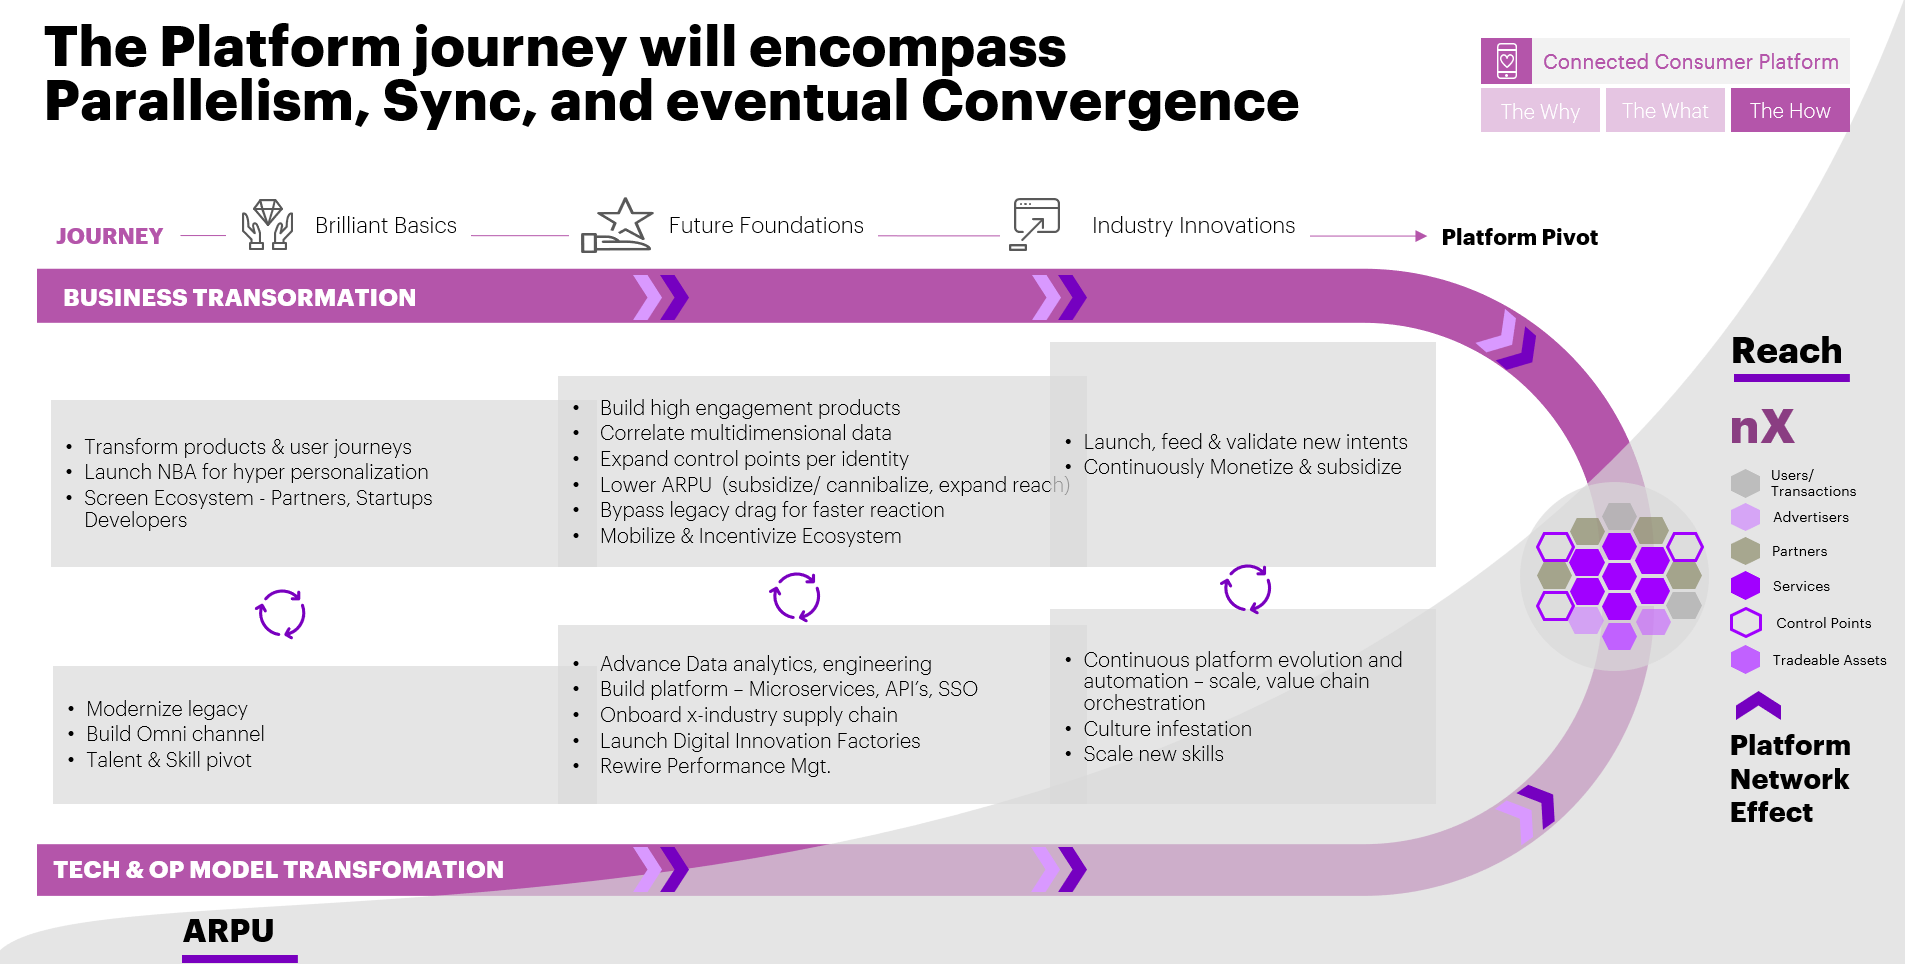 The Platform journey will encompass
Parallelism, Sync, and eventual Convergence
Connected Consumer Platform
The Why
The What
The How
JOURNEY
Brilliant Basics
Future Foundations
Industry Innovations
Platform Pivot
BUSINESS TRANSORMATION
• Transform products & user journeys
• Launch NBA for hyper personalization
• Screen Ecosystem - Partners, Startups
Developers
• Build high engagement products
• Correlate multidimensional data
• Expand control points per identity
• Lower ARPU (subsidize/ cannibalize, expand reach)
• Bypass legacy drag for faster reaction
• Mobilize & Incentivize Ecosystem
• Launch, feed & validate new intents
• Continuously Monetize & subsidize
• Modernize legacy
• Build Omni channel
• Talent & Skill pivot
• Advance Data analytics, engineering
• Build platform – Microservices, API’s, SSO
• Onboard x-industry supply chain
• Launch Digital Innovation Factories
• Rewire Performance Mgt.
• Continuous platform evolution and
automation – scale, value chain
orchestration
• Culture infestation
• Scale new skills
TECH & OP MODEL TRANSFOMATION
ARPU
Reach
nX
Users/
Transactions
Advertisers
Partners
Services
Control Points
Tradeable Assets
Platform
Network
Effect